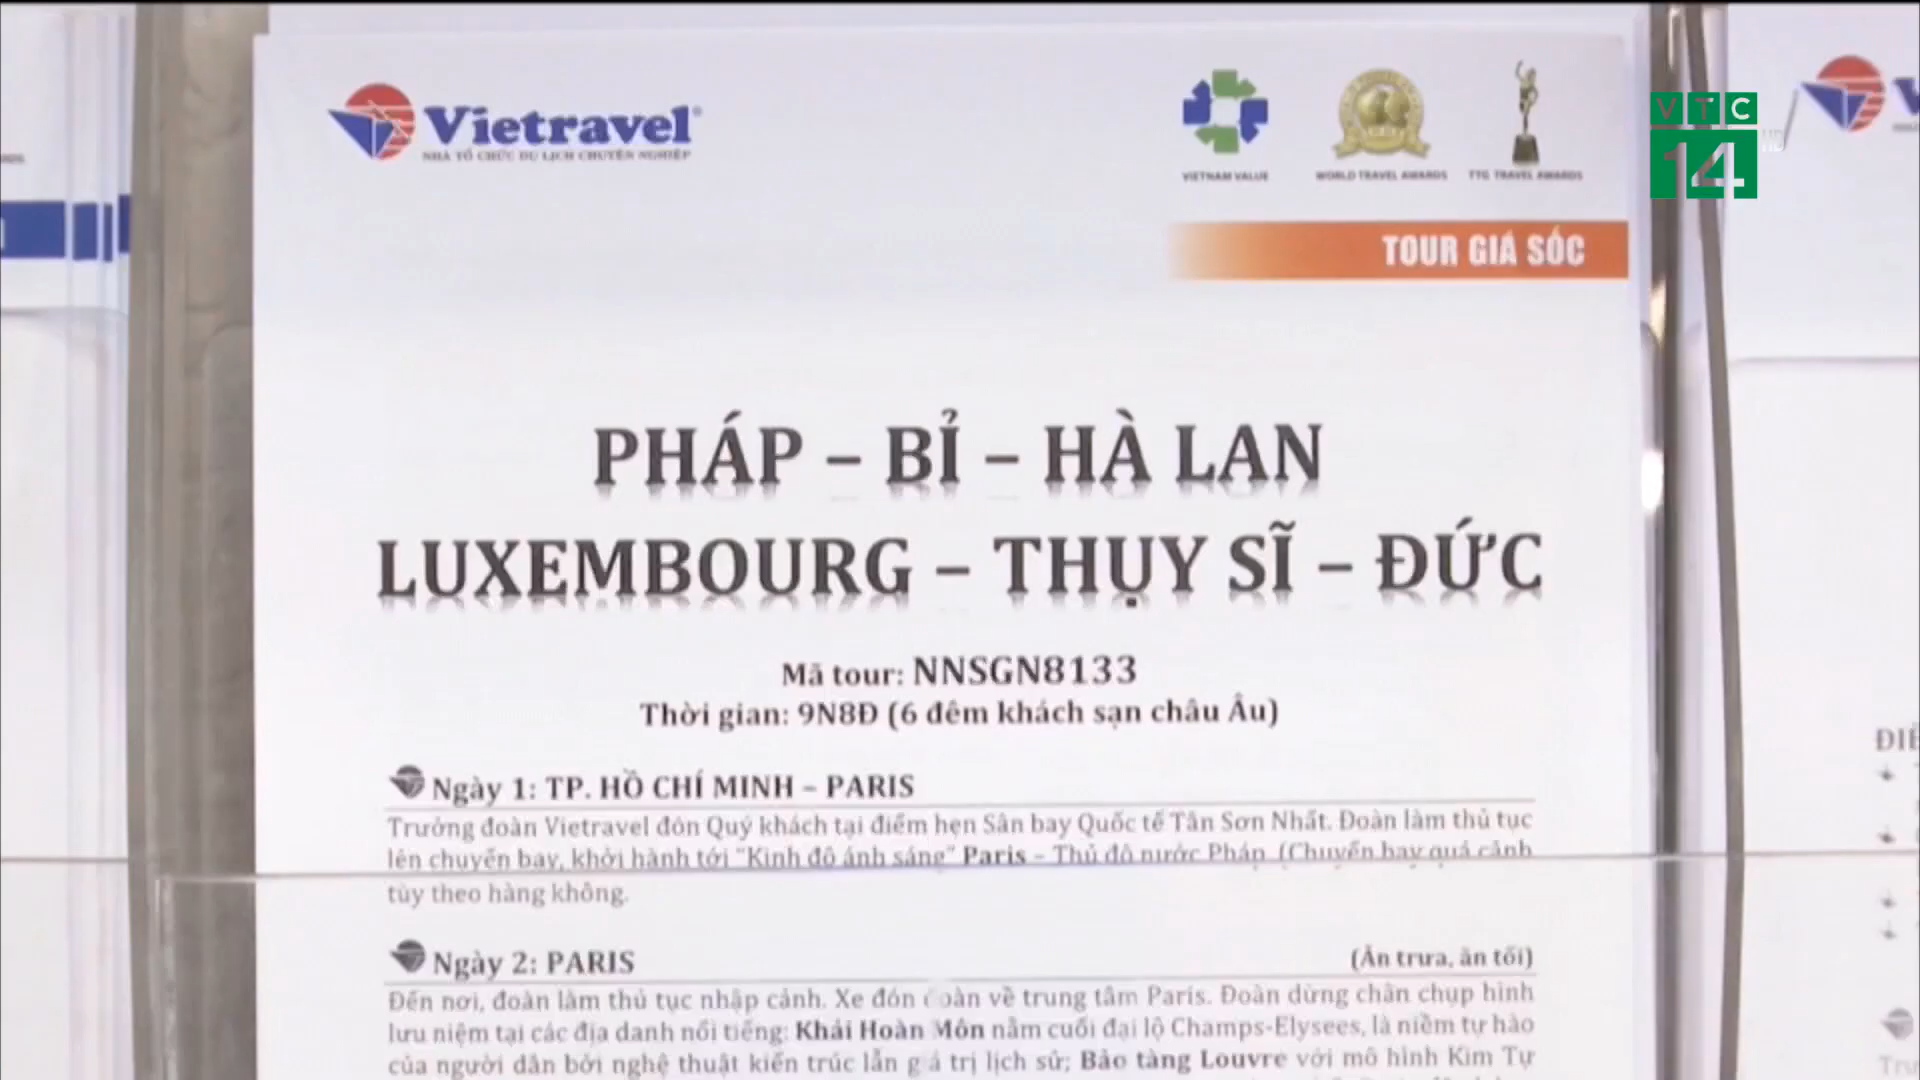 Vietravel
NHÀ TỔ CHỨC DU LỊCH CHUYÊN NGHIỆP
VIETNAM VALUE
WORLD TRAVEL AWARDS
TTG TRAVEL AWARDS
VTC
14
HD
TOUR GIÁ SỐC
PHÁP – BỈ – HÀ LAN
LUXEMBOURG – THỤY SĨ – ĐỨC
Mã tour: NNSGN8133
Thời gian: 9N8Đ (6 đêm khách sạn châu Âu)
Ngày 1: TP. HỒ CHÍ MINH – PARIS
Trưởng đoàn Vietravel đón Quý khách tại điểm hẹn Sân bay Quốc tế Tân Sơn Nhất. Đoàn làm thủ tục
lên chuyến bay, khởi hành tới "Kinh đô ánh sáng" Paris – Thủ đô nước Pháp. (Chuyến bay quá cảnh
tùy theo hàng không.
Ngày 2: PARIS
(Ăn trưa, ăn tối)
Đến nơi, đoàn làm thủ tục nhập cảnh. Xe đón đoàn về trung tâm Paris. Đoàn dừng chân chụp hình
lưu niệm tại các địa danh nổi tiếng: Khải Hoàn Môn nằm cuối đại lộ Champs-Elysees, là niềm tự hào
của người dân bởi nghệ thuật kiến trúc lẫn giá trị lịch sử; Bảo tàng Louvre với mô hình Kim Tự